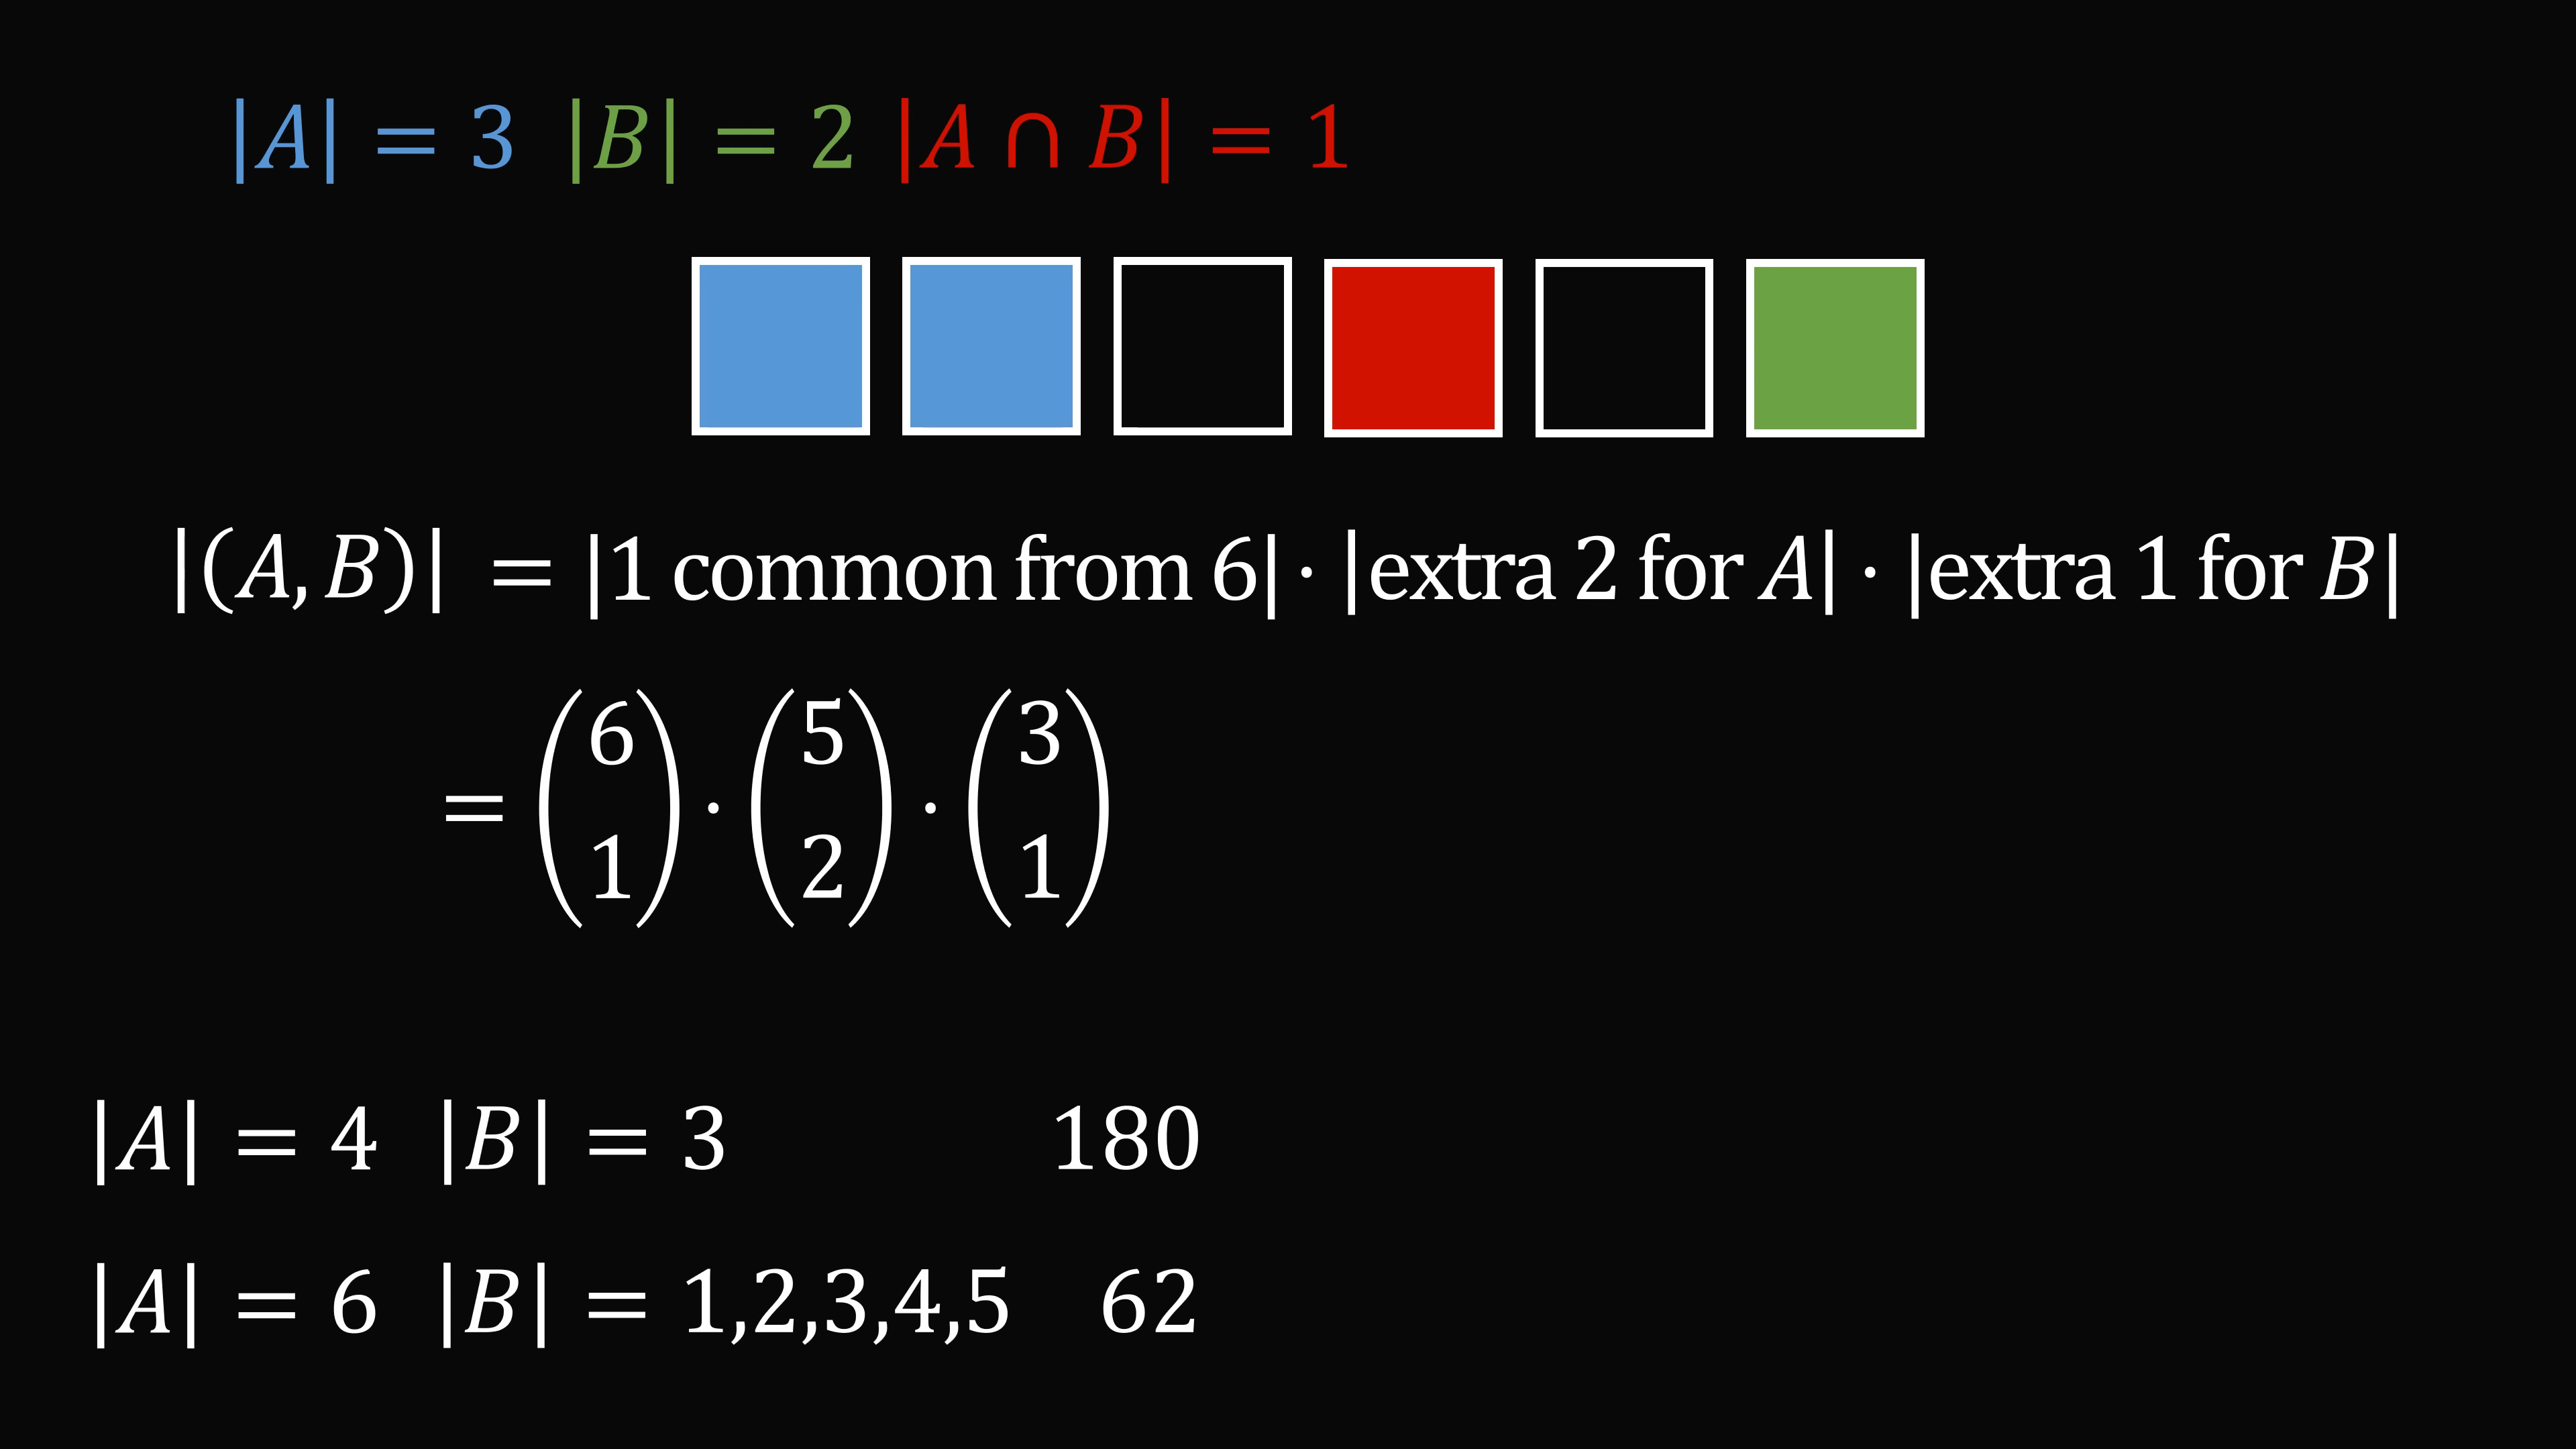 |A| = 3 |B| = 2 |A ∩ B| = 1
|(A, B)| = |1 common from 6| · |extra 2 for A| · |extra 1 for B|
= (6 1) · (5 2) · (3 1)
|A| = 4 |B| = 3 180
|A| = 6 |B| = 1,2,3,4,5 62